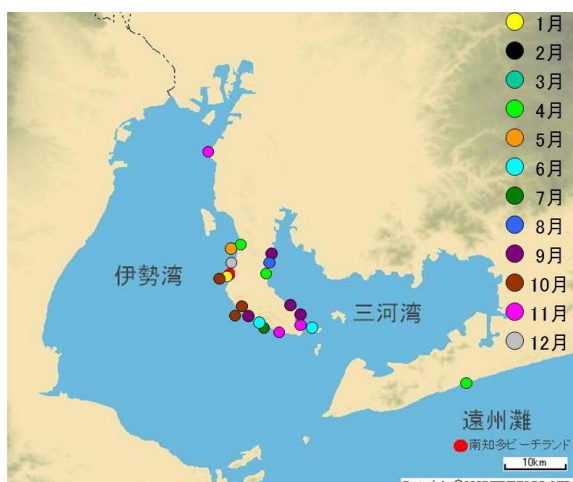 1月
2月
3月
4月
5月
6月
7月
8月
9月
10月
11月
12月
伊勢湾
三河湾
遠州灘
南知多ビーチランド
10km